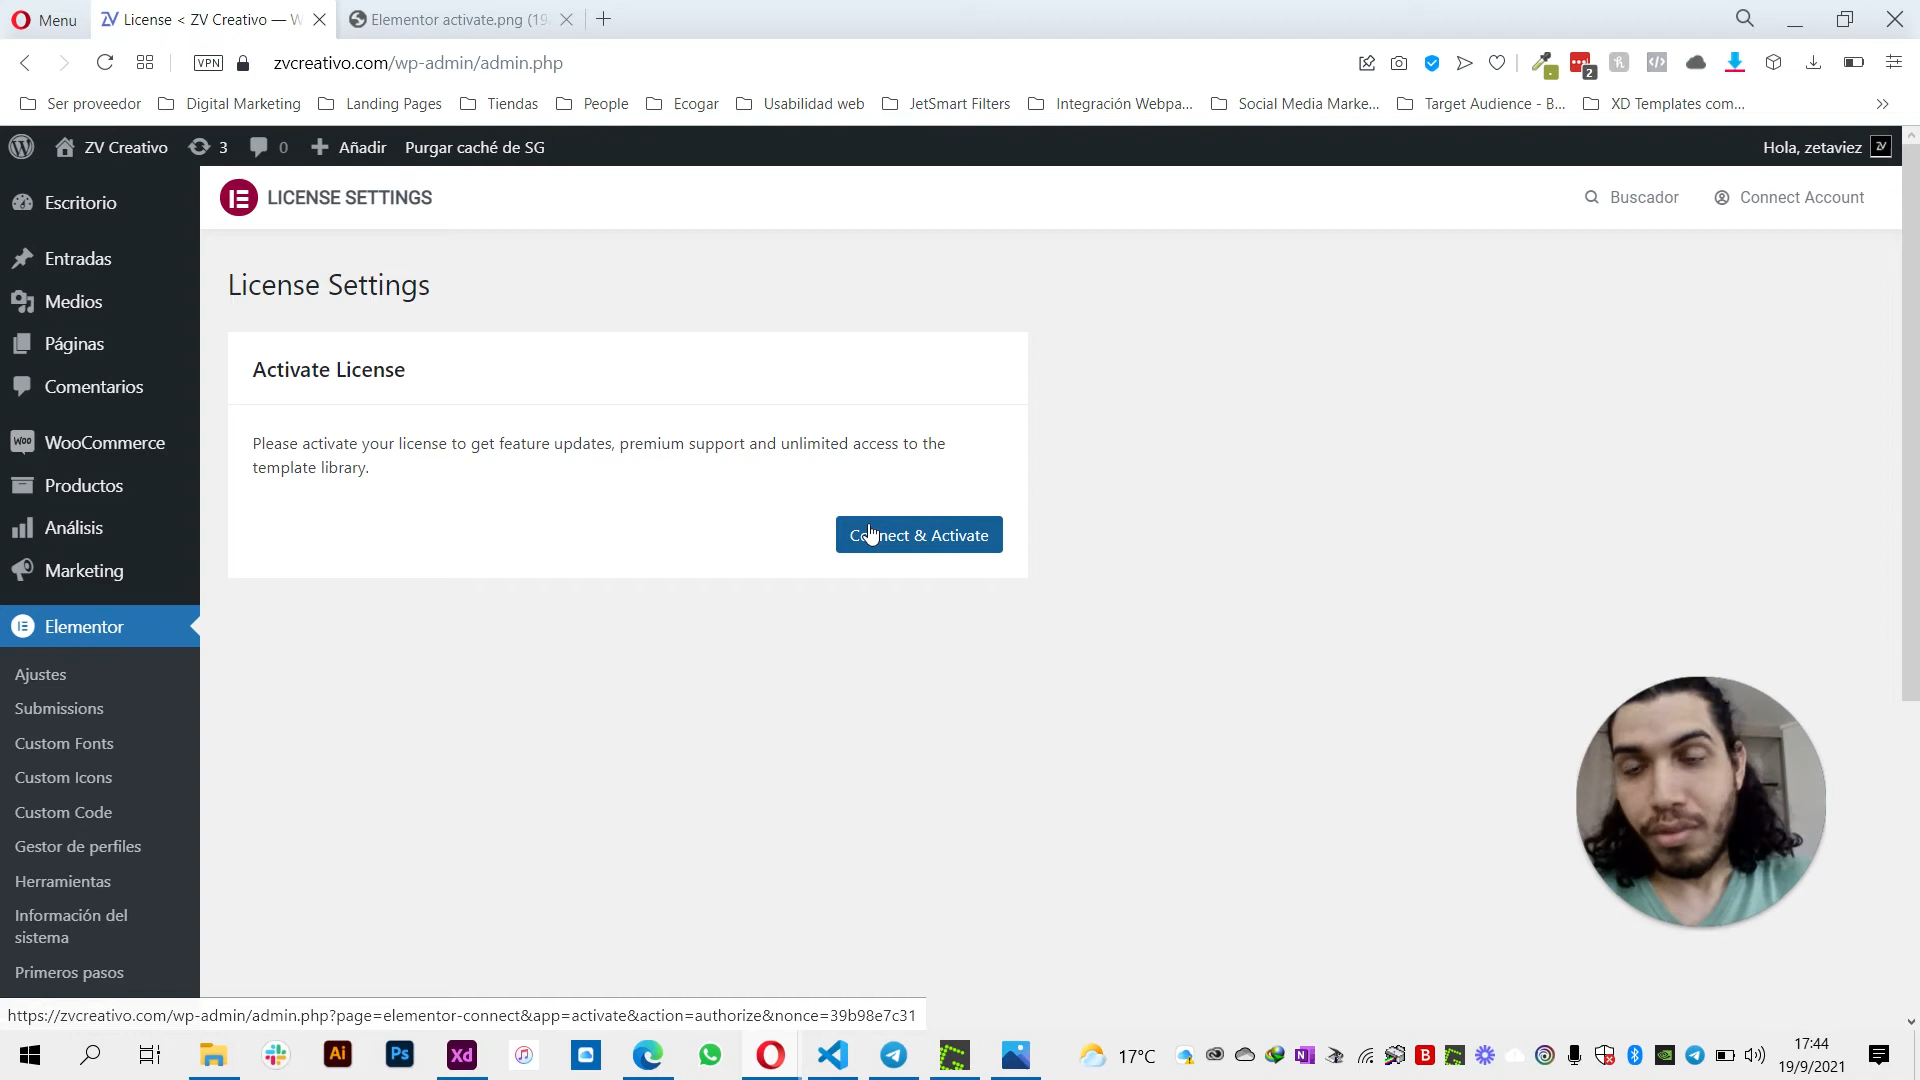 Menu
License < ZV Creativo — W
Elementor activate.png (19
VPN
zvcreativo.com/wp-admin/admin.php
2
Ser proveedor
Digital Marketing
Landing Pages
Tiendas
People
Ecogar
Usabilidad web
JetSmart Filters
Integración Webpa...
Social Media Marke...
Target Audience - B...
XD Templates com...
ZV Creativo
3
0
Añadir
Purgar caché de SG
Hola, zetaviez
Escritorio
Entradas
Medios
Páginas
Comentarios
WooCommerce
Productos
Análisis
Marketing
Elementor
Ajustes
Submissions
Custom Fonts
Custom Icons
Custom Code
Gestor de perfiles
Herramientas
Información del
sistema
Primeros pasos
LICENSE SETTINGS
Buscador
Connect Account
License Settings
Activate License
Please activate your license to get feature updates, premium support and unlimited access to the
template library.
Connect & Activate
https://zvcreativo.com/wp-admin/admin.php?page=elementor-connect&app=activate&action=authorize&nonce=39b98e7c31
Ai
Ps
Xd
17°C
17:44
19/9/2021